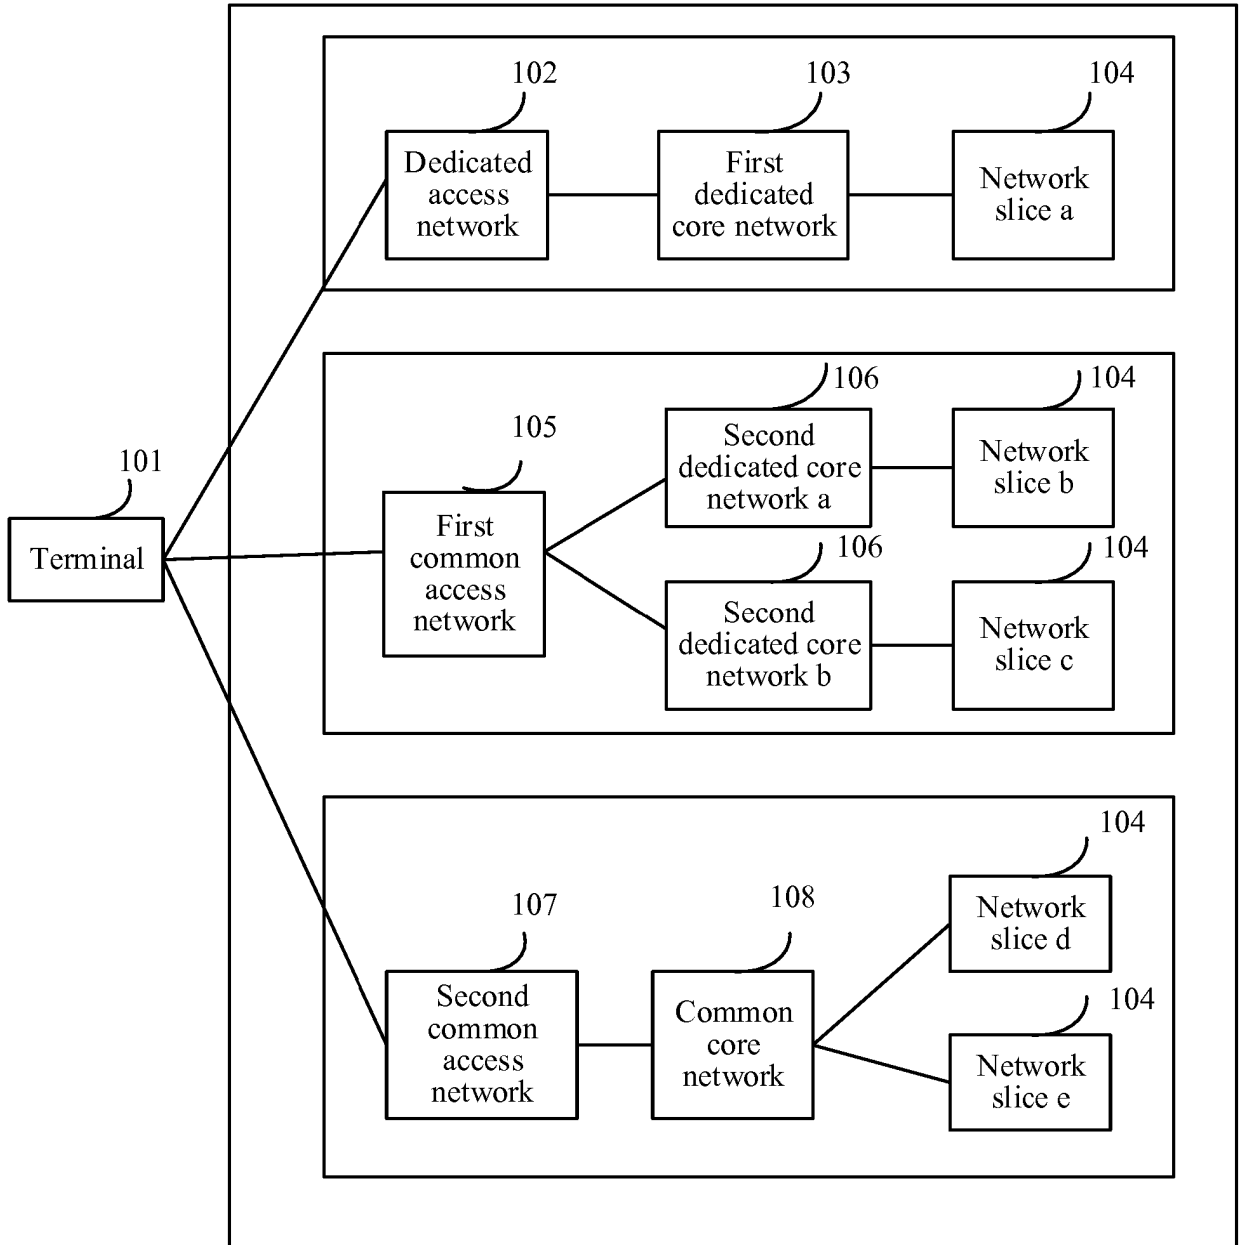 102
103
104
Dedicated
access
network
First
dedicated
core network
Network
slice a
101
Terminal
105
First
common
access
network
106
Second
dedicated core
network a
104
Network
slice b
106
Second
dedicated core
network b
104
Network
slice c
107
Second
common
access
network
108
Common
core
network
104
Network
slice d
104
Network
slice e